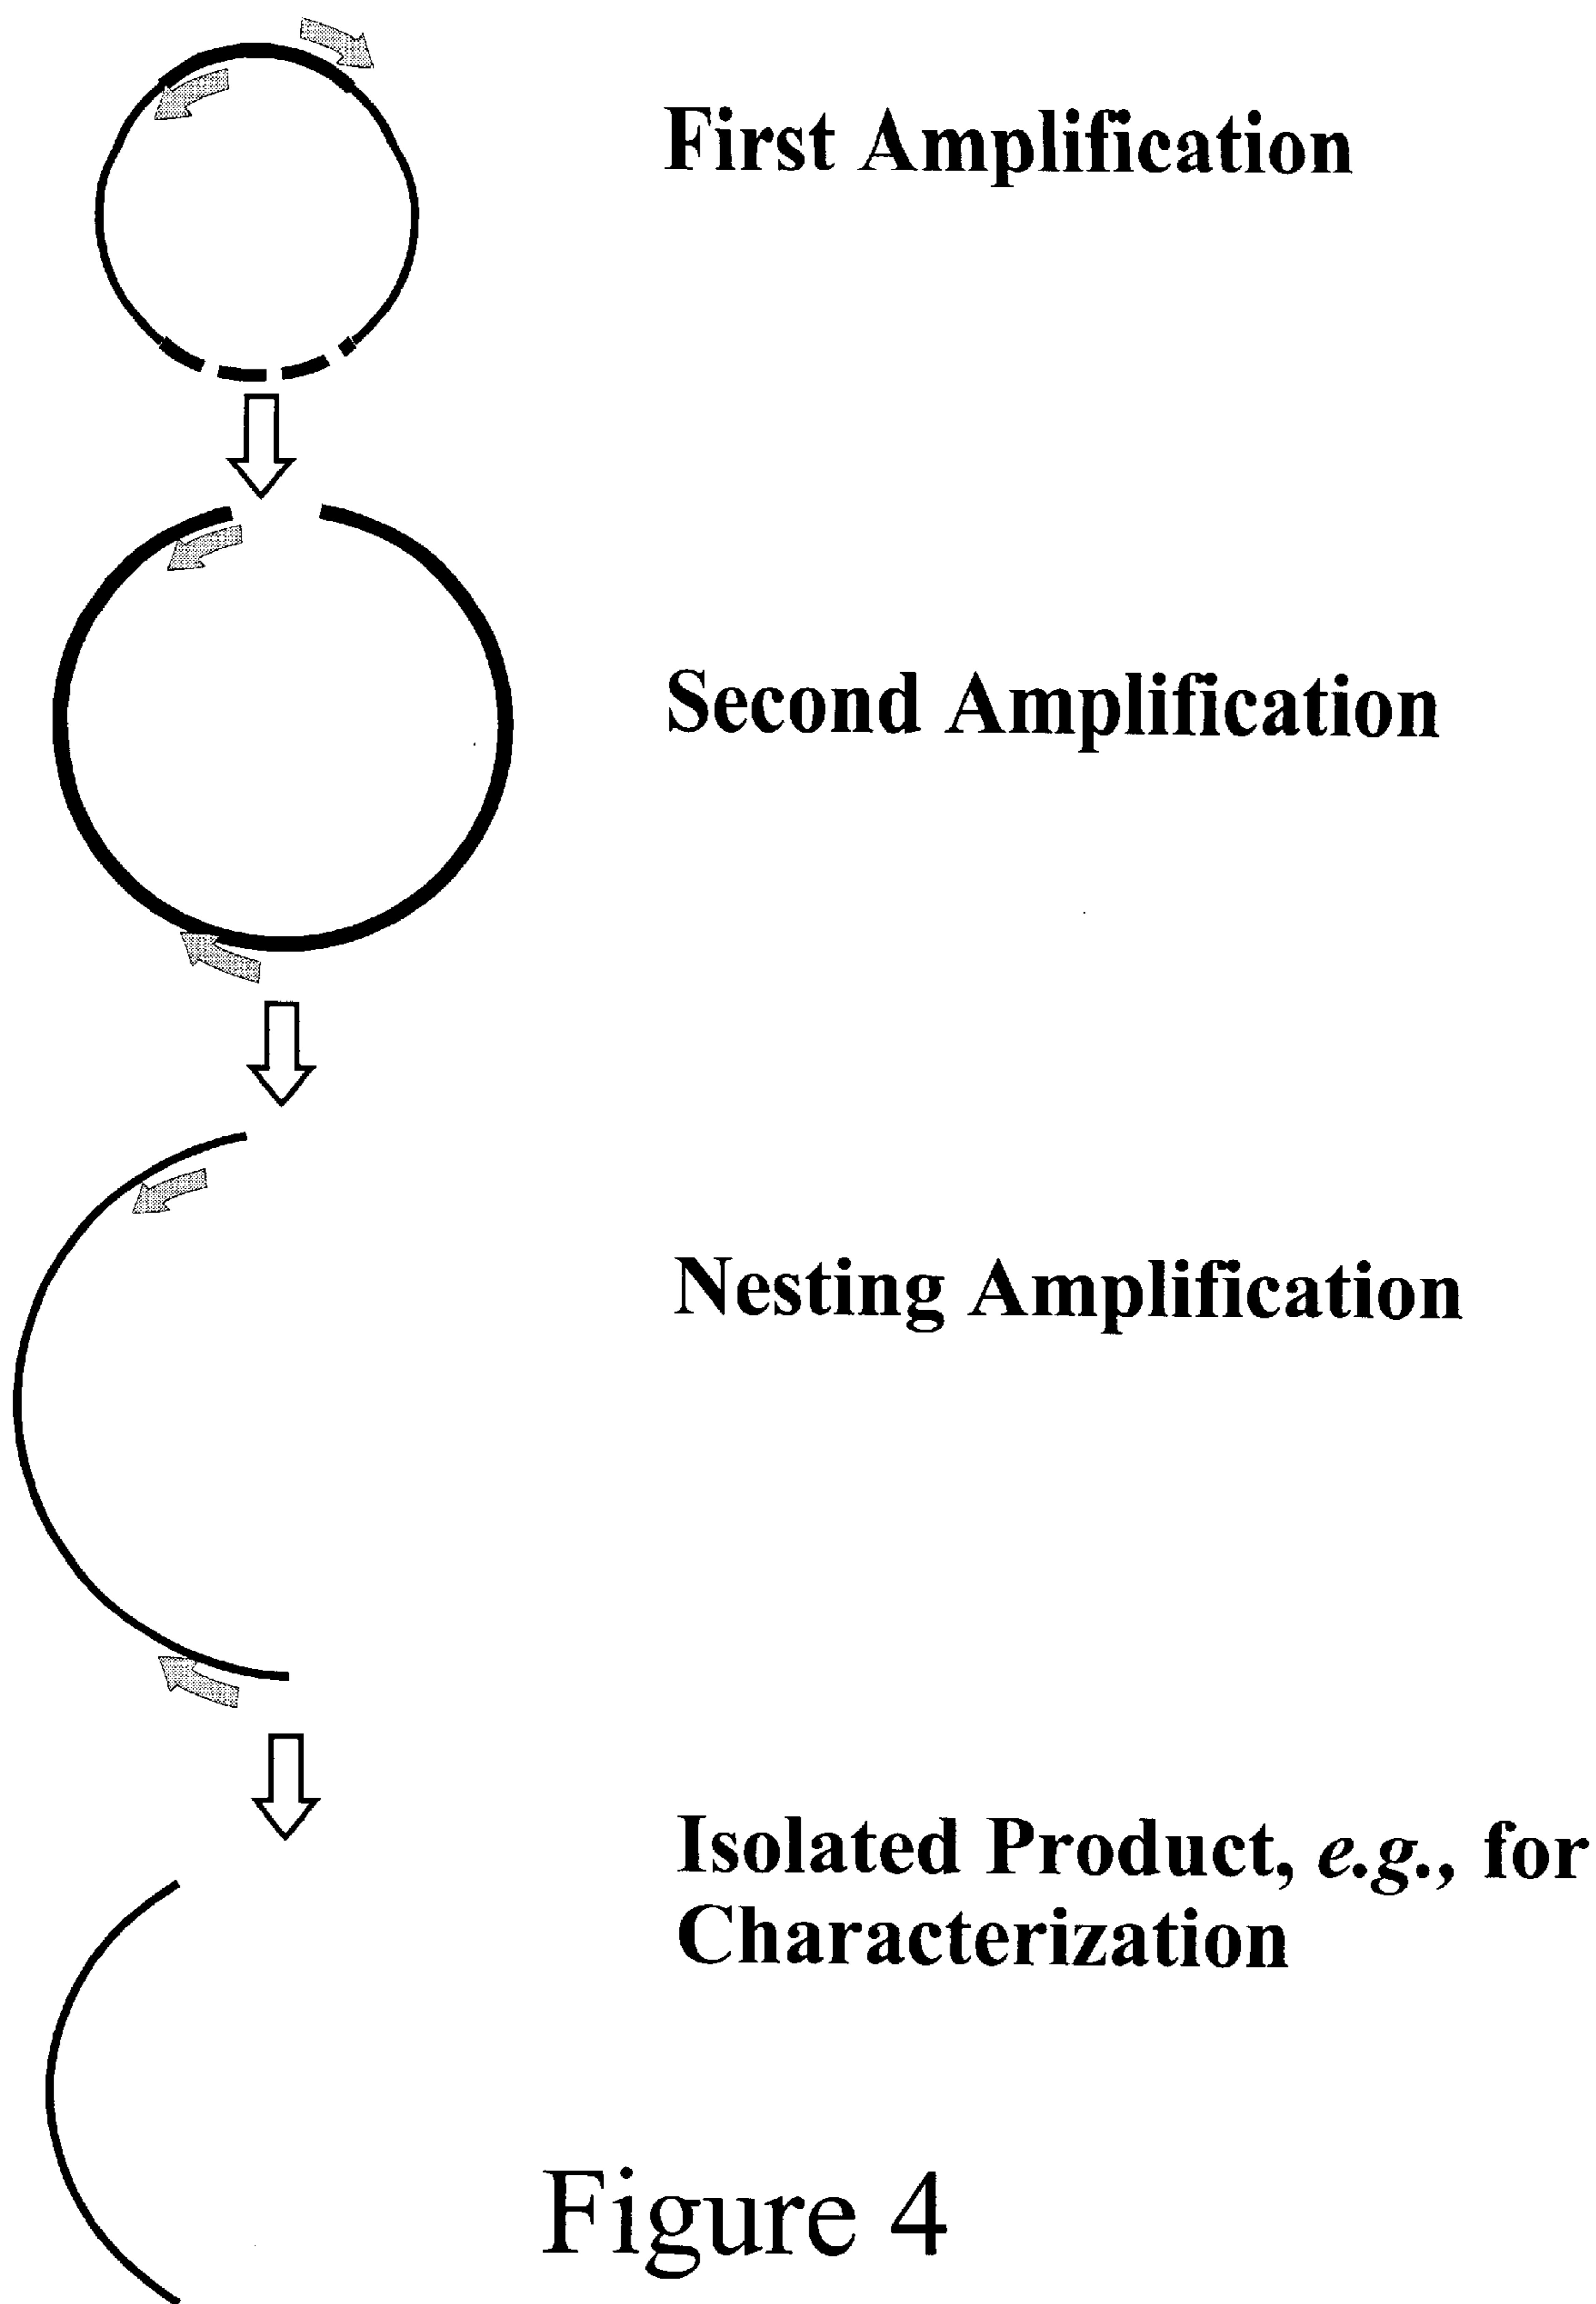 First Amplification
Second Amplification
Nesting Amplification
Isolated Product, e.g., for
Characterization
Figure 4